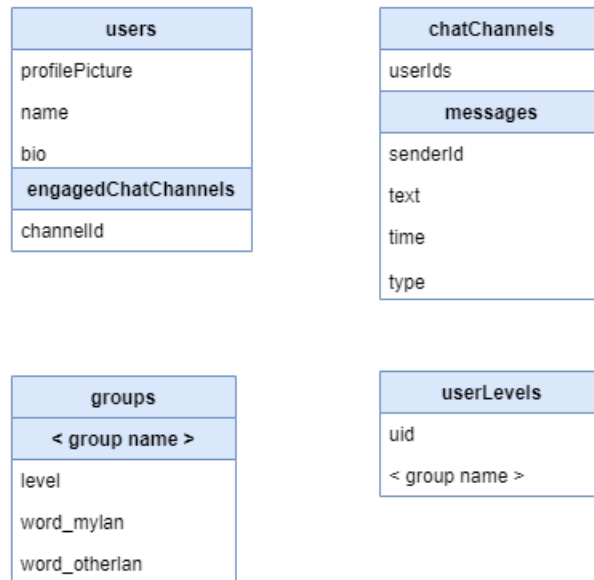 users
profilePicture
name
bio
engagedChatChannels
channelId
chatChannels
userIds
messages
senderId
text
time
type
groups
< group name >
level
word_mylan
word_otherlan
userLevels
uid
< group name >